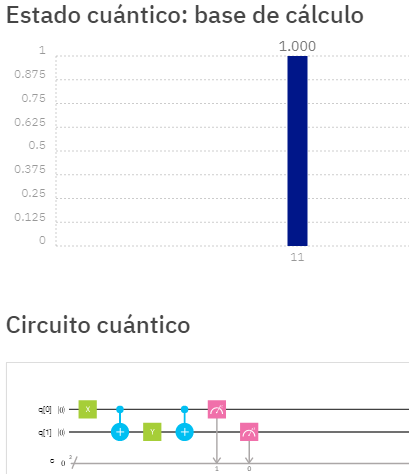 Estado cuántico: base de cálculo
1.000
1
0.875
0.75
0.625
0.5
0.375
0.25
0.125
0
11
Circuito cuántico
X
q[0] |0⟩
Y
q[1] |0⟩
c 0 2
1 0